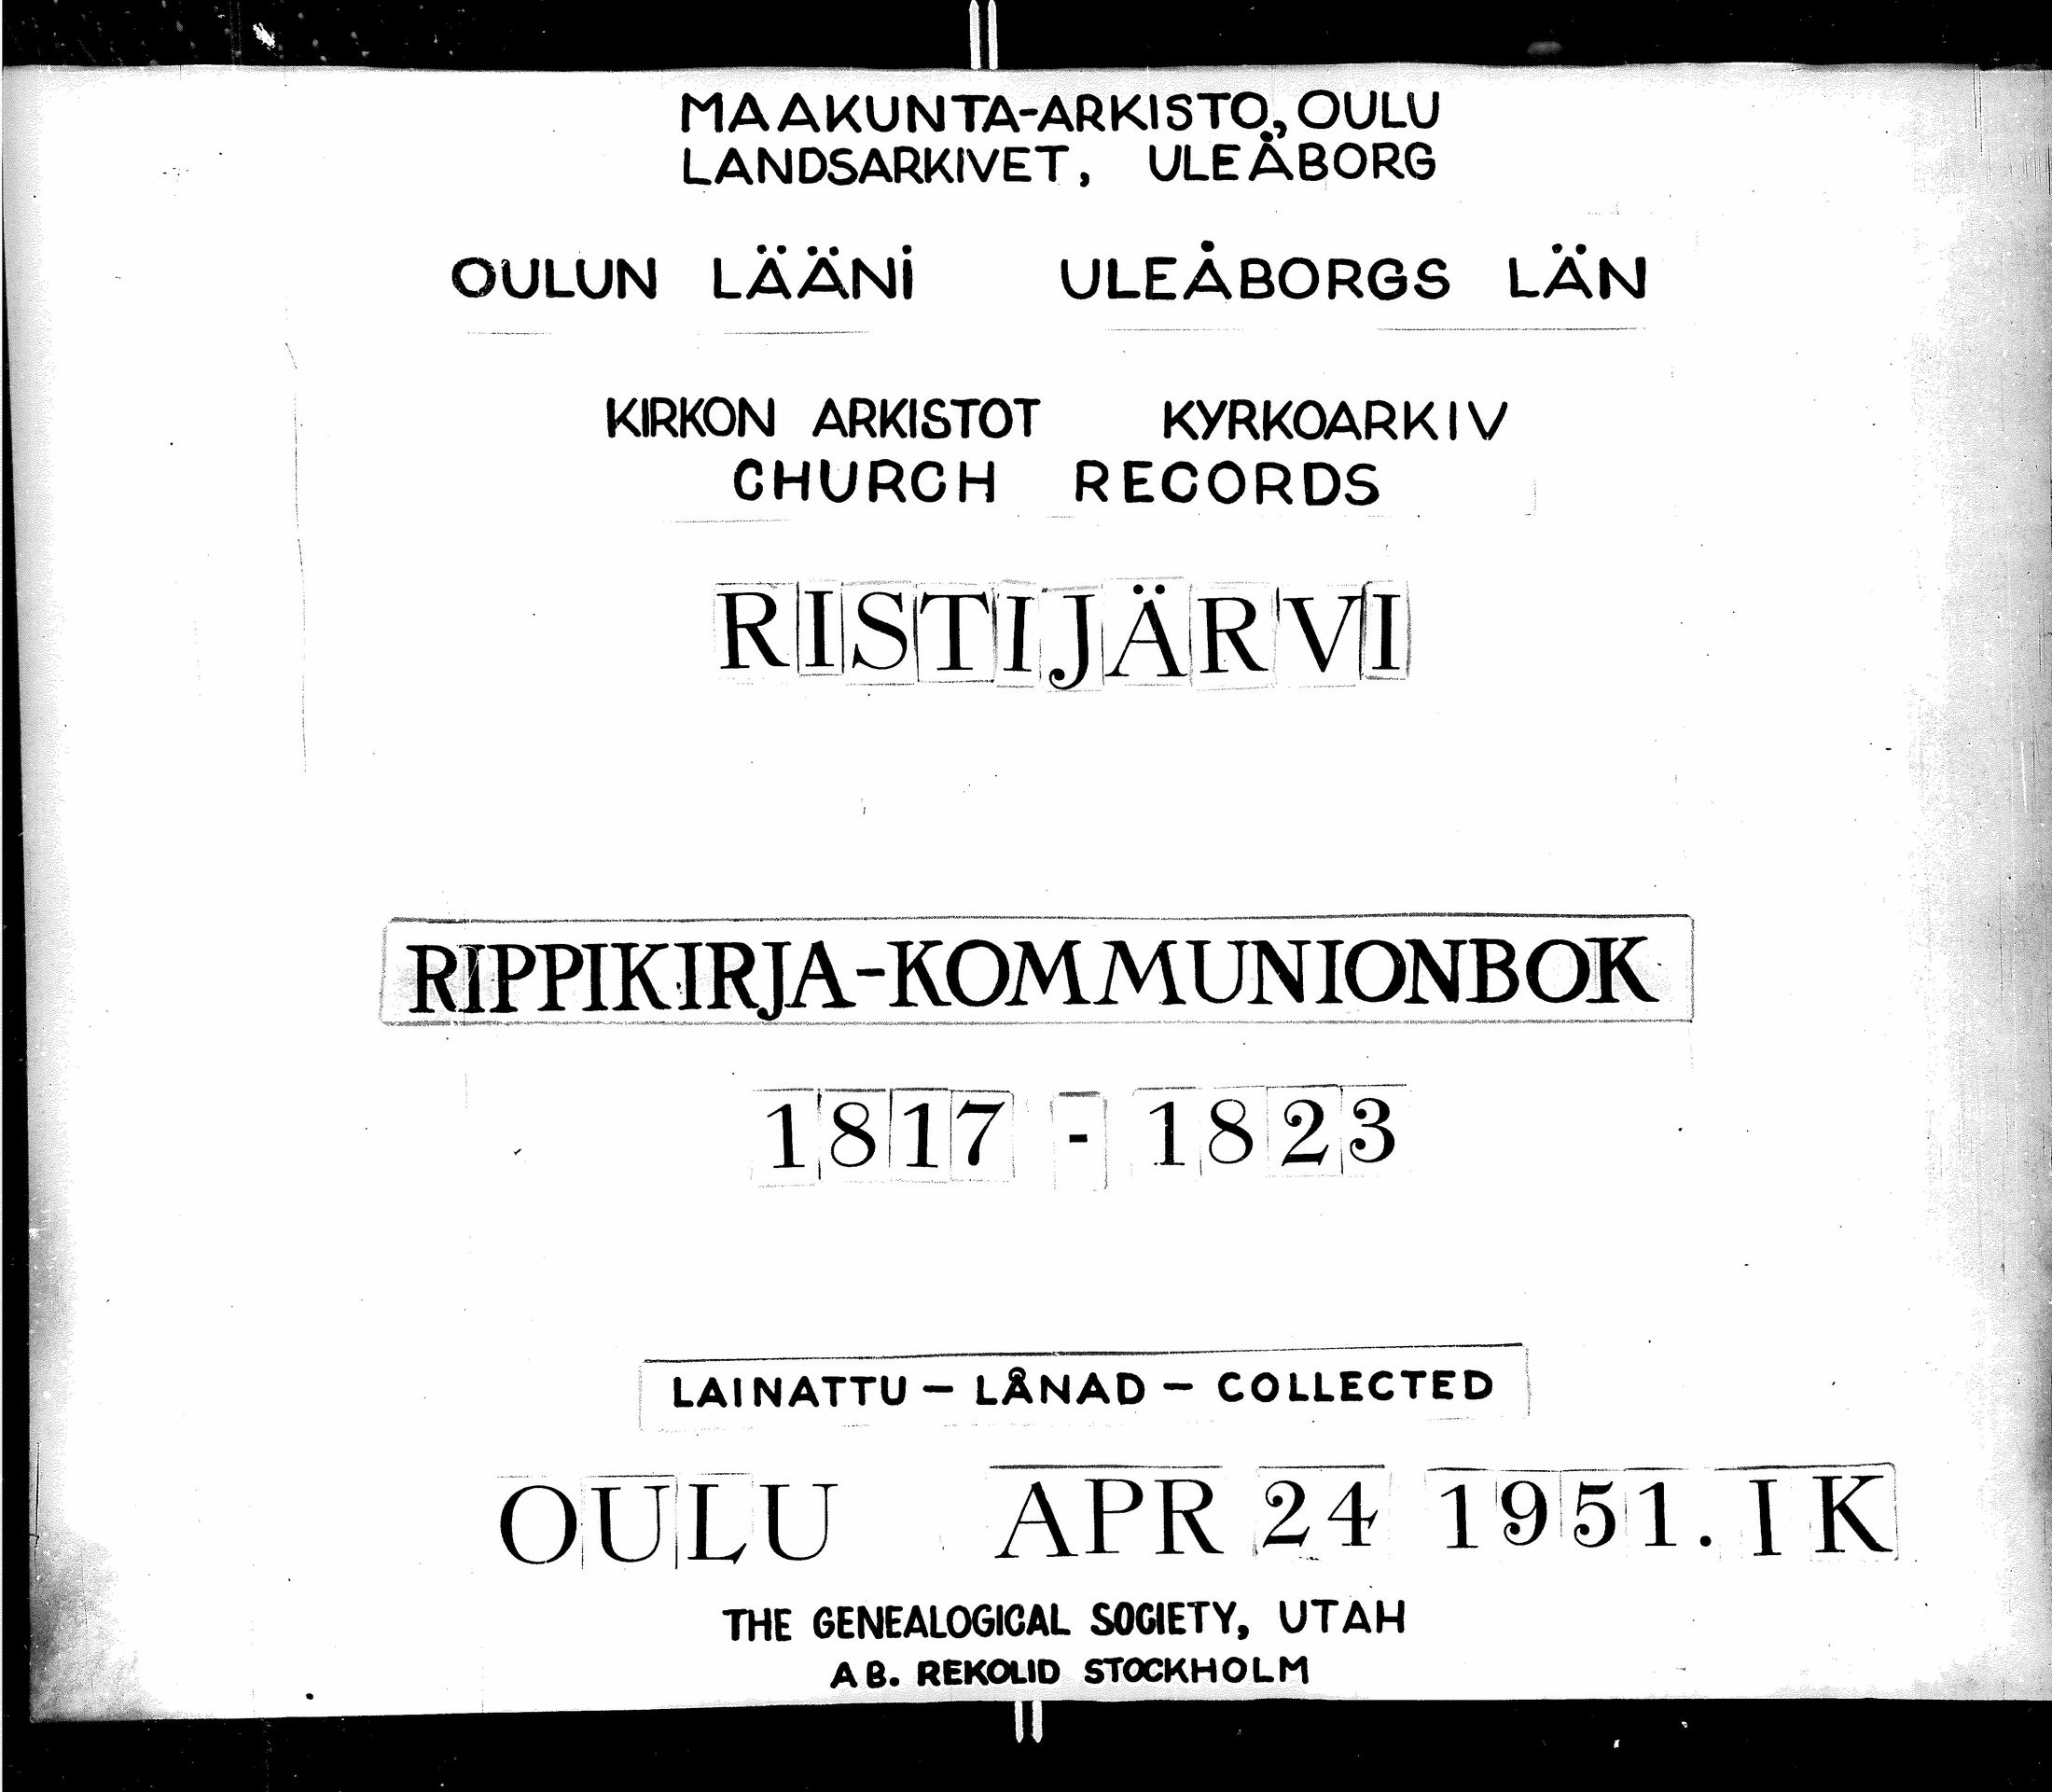 MAAKUNTA-ARKISTO, OULU
LANDSARKIVET, ULEÅBORG
OULUN LÄÄNI ULEÅBORGS LÄN
KIRKON ARKISTOT KYRKOARKIV
CHURCH RECORDS
RISTIJÄRVI
RIPPIKIRJA-KOMMUNIONBOK
1817 - 1823
LAINATTU - LÅNAD - COLLECTED
OULU APR 24 1951. IK
THE GENEALOGICAL SOCIETY, UTAH
AB. REKOLID STOCKHOLM